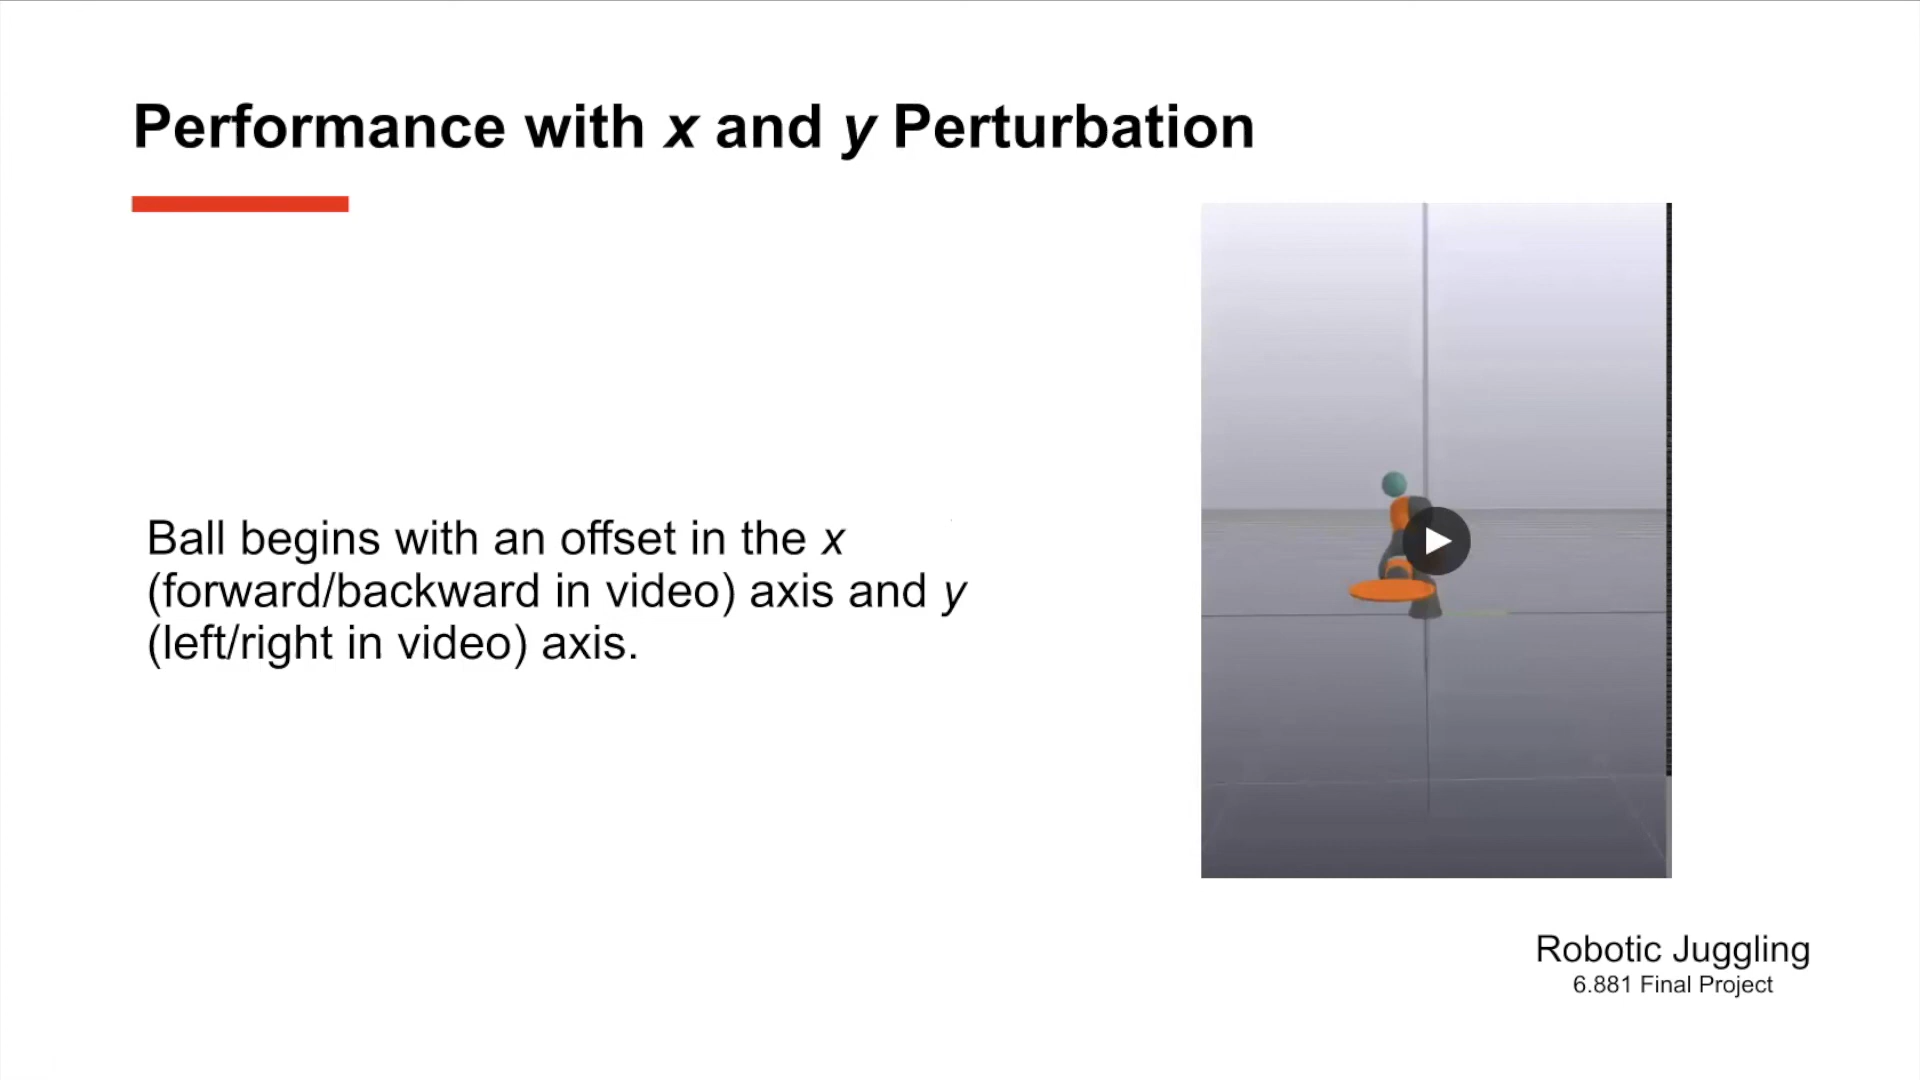 Performance with x and y Perturbation
Ball begins with an offset in the x
(forward/backward in video) axis and y
(left/right in video) axis.
Robotic Juggling
6.881 Final Project